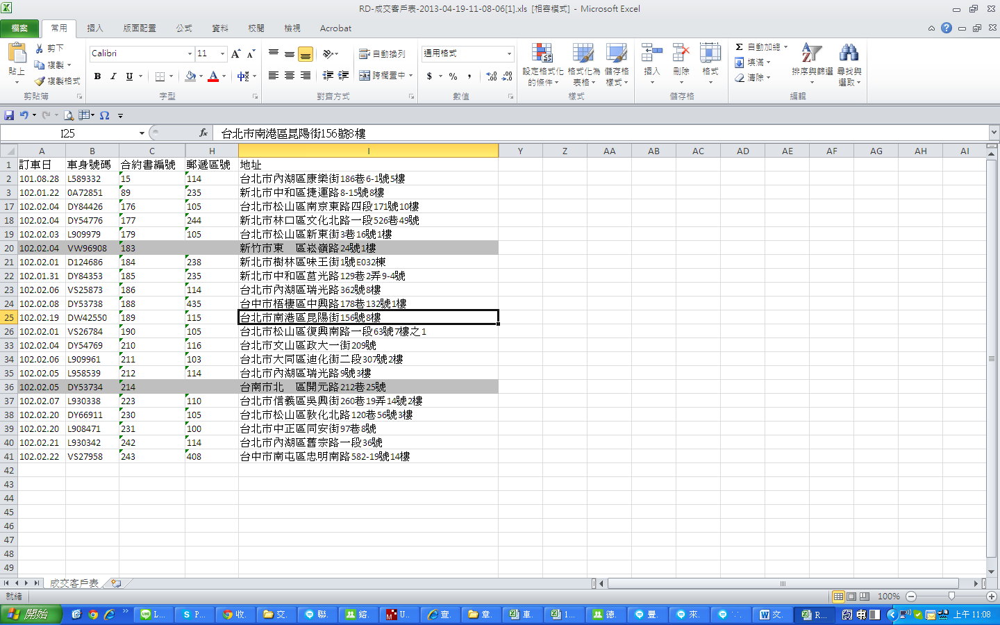 RD-成交客戶表-2013-04-19-11-08-06[1].xls [相容模式] - Microsoft Excel
檔案 常用 插入 版面配置 公式 資料 校閱 檢視 Acrobat
貼上 剪下 複製 複製格式 剪貼簿
Calibri 11 B I U A 中 字型
自動換列 跨欄置中 對齊方式
通用格式 $ % , .00 數值
設定格式化的條件 格式化為表格 儲存格樣式 樣式
插入 刪除 格式 儲存格
Σ 自動加總 填滿 清除 排序與篩選 尋找與選取 編輯
I25 fx 台北市南港區昆陽街156號8樓
A B C H I Y Z AA AB AC AD AE AF AG AH AI
1 訂車日 車身號碼 合約書編號 郵遞區號 地址
2 101.08.28 L589332 15 114 台北市內湖區康樂街186巷6-1號5樓
3 102.01.22 0A72851 89 235 新北市中和區捷運路8-15號8樓
17 102.02.04 DY84426 176 105 台北市松山區南京東路四段171號10樓
18 102.02.04 DY54776 177 244 新北市林口區文化北路一段526巷49號
19 102.02.03 L909979 179 105 台北市松山區新東街3巷16號1樓
20 102.02.04 VW96908 183 新竹市東　區崧嶺路24號1樓
21 102.02.01 D124686 184 238 新北市樹林區味王街1號E032棟
22 102.01.31 DY84353 185 235 新北市中和區莒光路129巷2弄9-4號
23 102.02.06 VS25873 186 114 台北市內湖區瑞光路362號8樓
24 102.02.08 DY53738 188 435 台中市梧棲區中興路178巷132號1樓
25 102.02.19 DW42550 189 115 台北市南港區昆陽街156號8樓
26 102.02.01 VS26784 190 105 台北市松山區復興南路一段63號7樓之1
33 102.02.04 DY54769 210 116 台北市文山區政大一街209號
34 102.02.06 L909961 211 103 台北市大同區迪化街二段307號2樓
35 102.02.05 L958539 212 114 台北市內湖區瑞光路9號3樓
36 102.02.05 DY53734 214 台南市北　區開元路212巷25號
37 102.02.07 L930338 223 110 台北市信義區吳興街260巷19弄14號2樓
38 102.02.20 DY66911 230 105 台北市松山區敦化北路120巷56號3樓
39 102.02.20 L908471 231 100 台北市中正區同安街97巷8號
40 102.02.21 L930342 242 114 台北市內湖區舊宗路一段36號
41 102.02.22 VS27958 243 408 台中市南屯區忠明南路582-19號14樓
42
43
44
45
46
47
48
49
成交客戶表
就緒 100%
開始 L... P... 收. 交. 聯. 鎔. U... 查. 章. 車. 1... 德. 豐. 來. 文. R... 上午 11:08